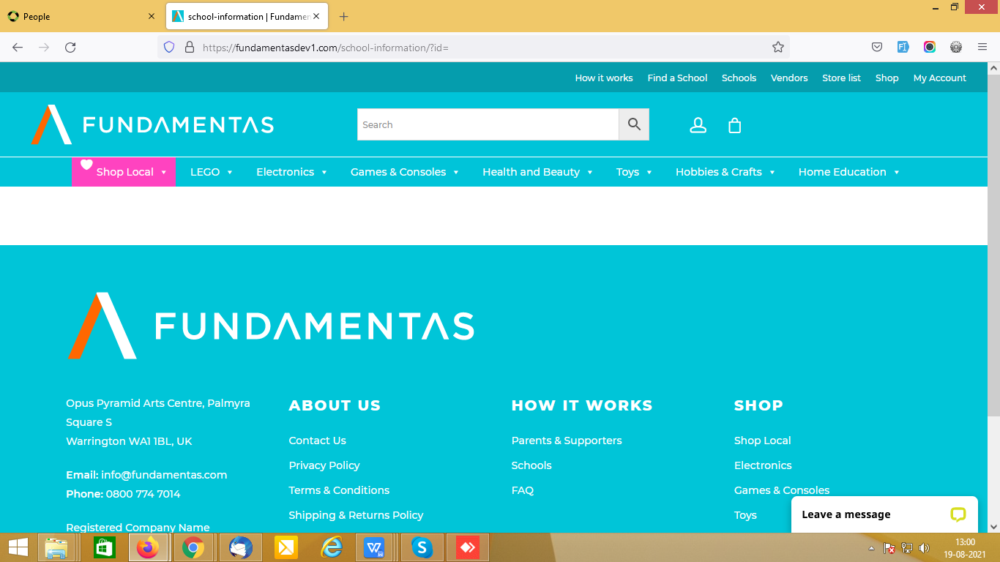 People
school-information | Fundamen
https://fundamentasdev1.com/school-information/?id=
How it works Find a School Schools Vendors Store list Shop My Account
FUNDAMENTAS
Search
Shop Local LEGO Electronics Games & Consoles Health and Beauty Toys Hobbies & Crafts Home Education
FUNDAMENTAS
Opus Pyramid Arts Centre, Palmyra
Square S
Warrington WA1 1BL, UK
Email: info@fundamentas.com
Phone: 0800 774 7014
Registered Company Name
ABOUT US
Contact Us
Privacy Policy
Terms & Conditions
Shipping & Returns Policy
HOW IT WORKS
Parents & Supporters
Schools
FAQ
SHOP
Shop Local
Electronics
Games & Consoles
Toys
Leave a message
13:00
19-08-2021